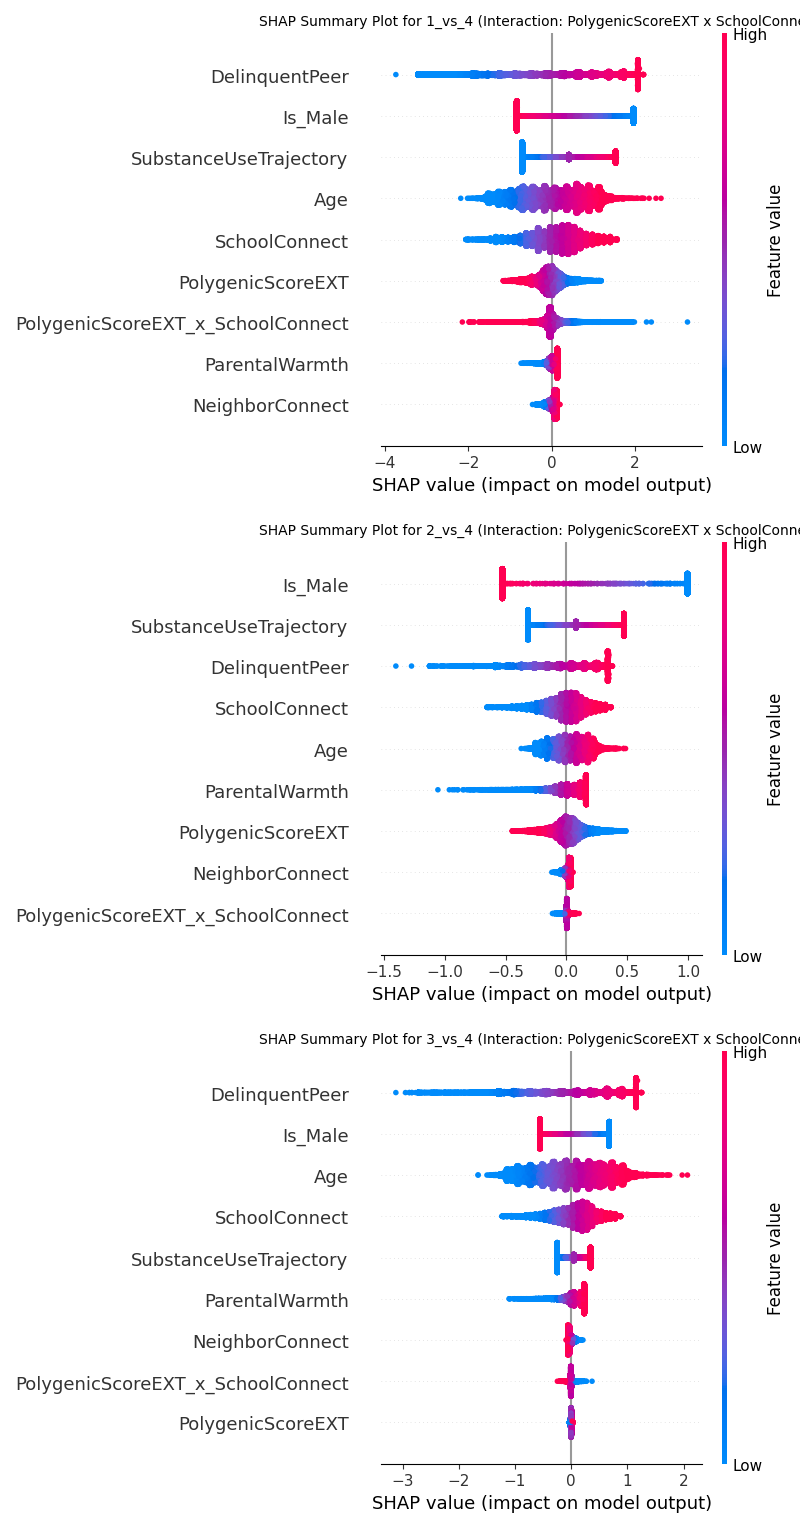 SHAP Summary Plot for 1_vs_4 (Interaction: PolygenicScoreEXT x SchoolConne
High
DelinquentPeer
Is_Male
SubstanceUseTrajectory
Age
SchoolConnect
PolygenicScoreEXT
PolygenicScoreEXT_x_SchoolConnect
ParentalWarmth
NeighborConnect
Feature value
Low
−4 −2 0 2
SHAP value (impact on model output)
SHAP Summary Plot for 2_vs_4 (Interaction: PolygenicScoreEXT x SchoolConne
High
Is_Male
SubstanceUseTrajectory
DelinquentPeer
SchoolConnect
Age
ParentalWarmth
PolygenicScoreEXT
NeighborConnect
PolygenicScoreEXT_x_SchoolConnect
Feature value
Low
−1.5 −1.0 −0.5 0.0 0.5 1.0
SHAP value (impact on model output)
SHAP Summary Plot for 3_vs_4 (Interaction: PolygenicScoreEXT x SchoolConne
High
DelinquentPeer
Is_Male
Age
SchoolConnect
SubstanceUseTrajectory
ParentalWarmth
NeighborConnect
PolygenicScoreEXT_x_SchoolConnect
PolygenicScoreEXT
Feature value
Low
−3 −2 −1 0 1 2
SHAP value (impact on model output)